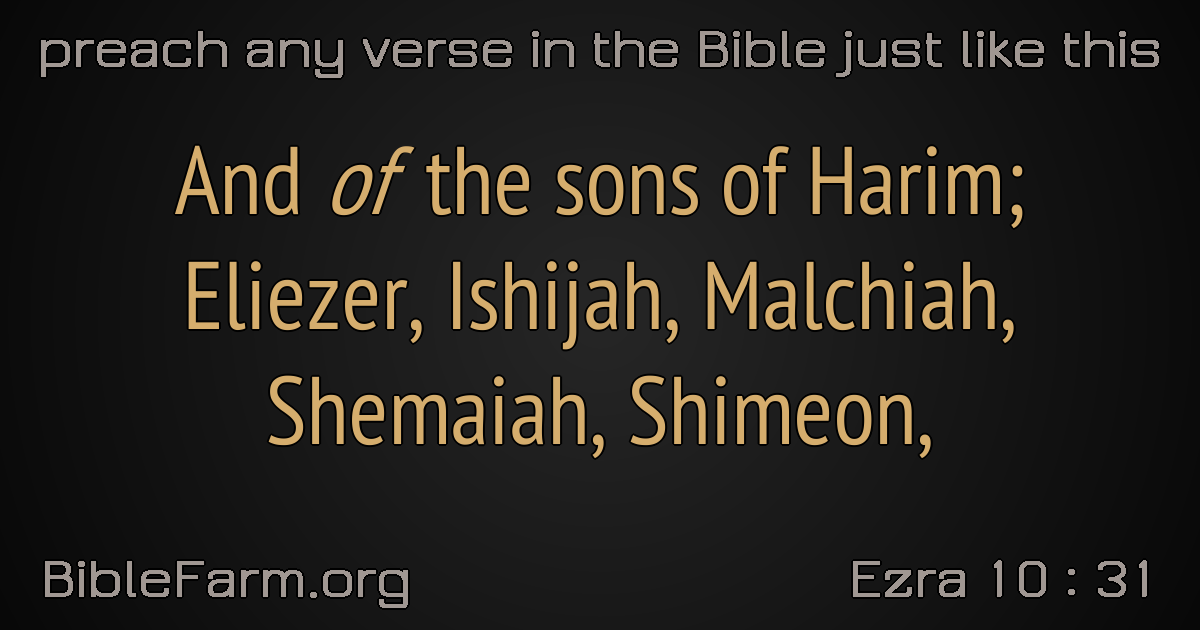 preach any verse in the Bible just like this
And of the sons of Harim;
Eliezer, Ishijah, Malchiah,
Shemaiah, Shimeon,
BibleFarm.org
Ezra 10 : 31